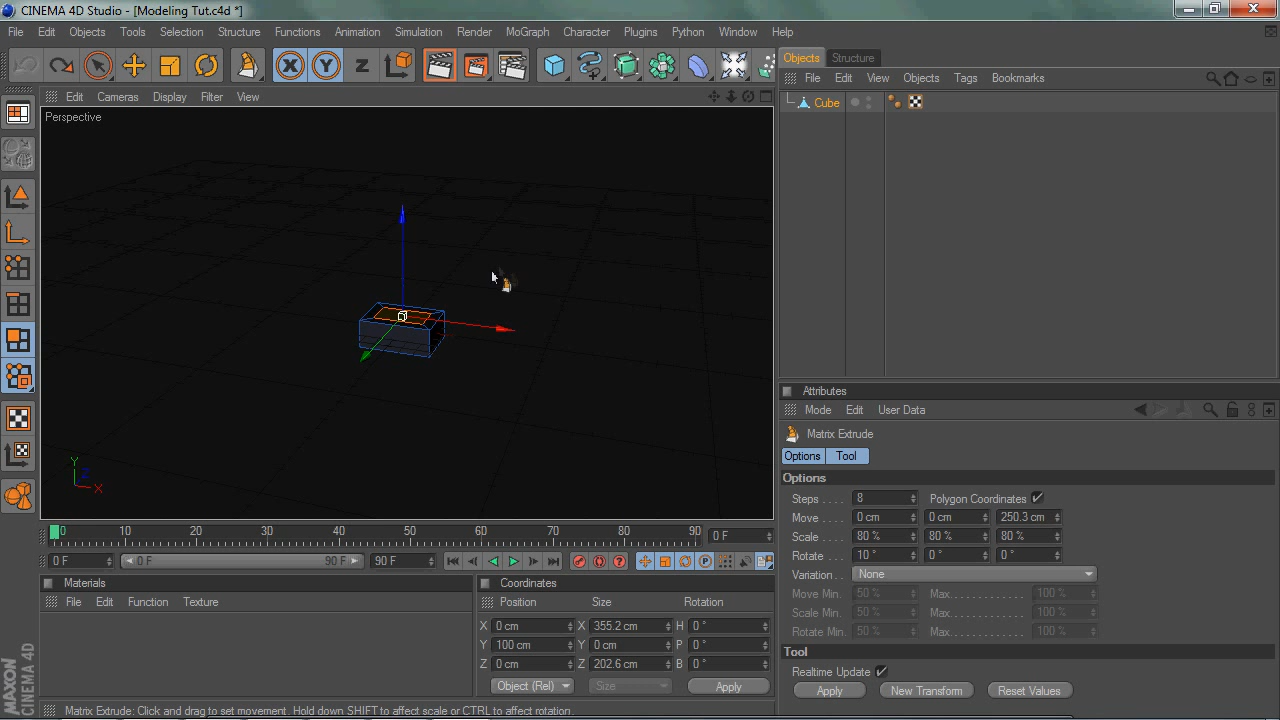 CINEMA 4D Studio - [Modeling Tut.c4d *]
File Edit Objects Tools Selection Structure Functions Animation Simulation Render MoGraph Character Plugins Python Window Help
Objects Structure
File Edit View Objects Tags Bookmarks
Edit Cameras Display Filter View
Cube
Perspective
Attributes
Mode Edit User Data
Matrix Extrude
Options Tool
Options
Steps . . . . 8 Polygon Coordinates
Move . . . . 0 cm 0 cm 250.3 cm
Scale . . . . 80 % 80 % 80 %
Rotate . . . 10 ° 0 ° 0 °
Variation . . None
Move Min. 50 % Max. . . . . . . . . . . . . 100 %
Scale Min. 50 % Max. . . . . . . . . . . . . 100 %
Rotate Min. 50 % Max. . . . . . . . . . . . . 100 %
Tool
Realtime Update
Apply New Transform Reset Values
Y Z X
0 10 20 30 40 50 60 70 80 90 0 F
0 F 0 F 90 F 90 F
Materials
File Edit Function Texture
Coordinates
Position Size Rotation
X 0 cm X 355.2 cm H 0 °
Y 100 cm Y 0 cm P 0 °
Z 0 cm Z 202.6 cm B 0 °
Object (Rel) Size Apply
MAXON
CINEMA 4D
Matrix Extrude: Click and drag to set movement. Hold down SHIFT to affect scale or CTRL to affect rotation.